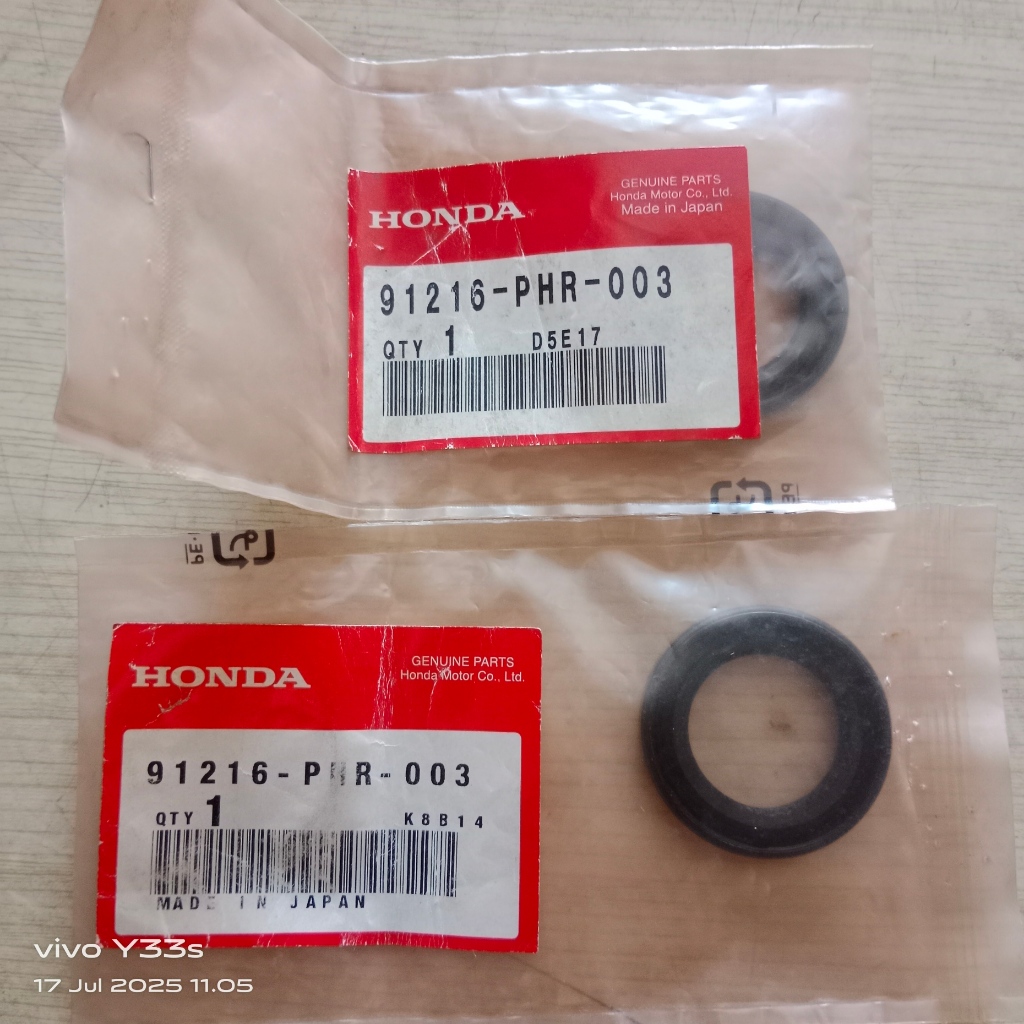 HONDA
GENUINE PARTS
Honda Motor Co., Ltd.
Made in Japan
91216-PHR-003
QTY 1 D5E17
PE
PE-
HONDA
GENUINE PARTS
Honda Motor Co., Ltd.
91216-PHR-003
QTY 1 K8B14
MADE IN JAPAN
vivo Y33s
17 Jul 2025 11.05